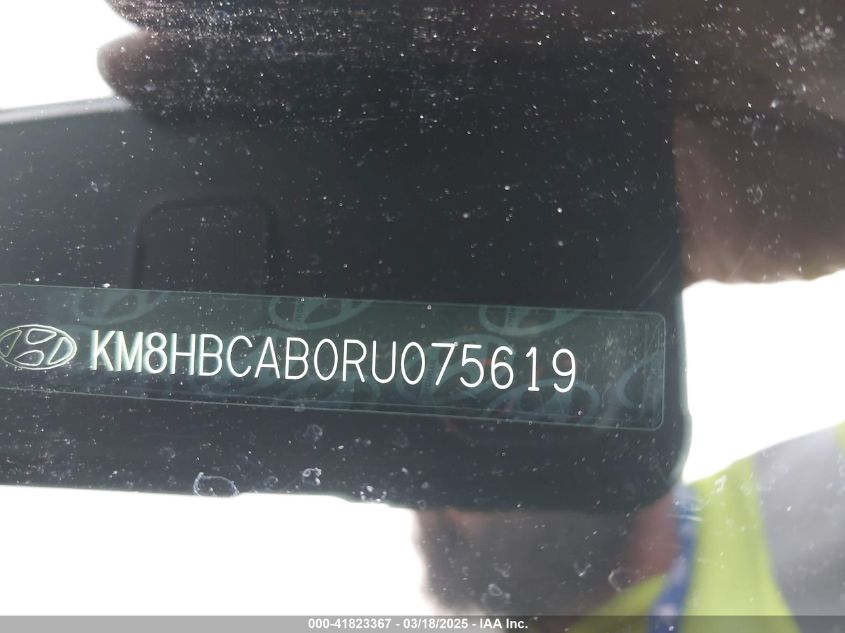 KM8HBCAB0RU075619
000-41823367 - 03/18/2025 - IAA Inc.